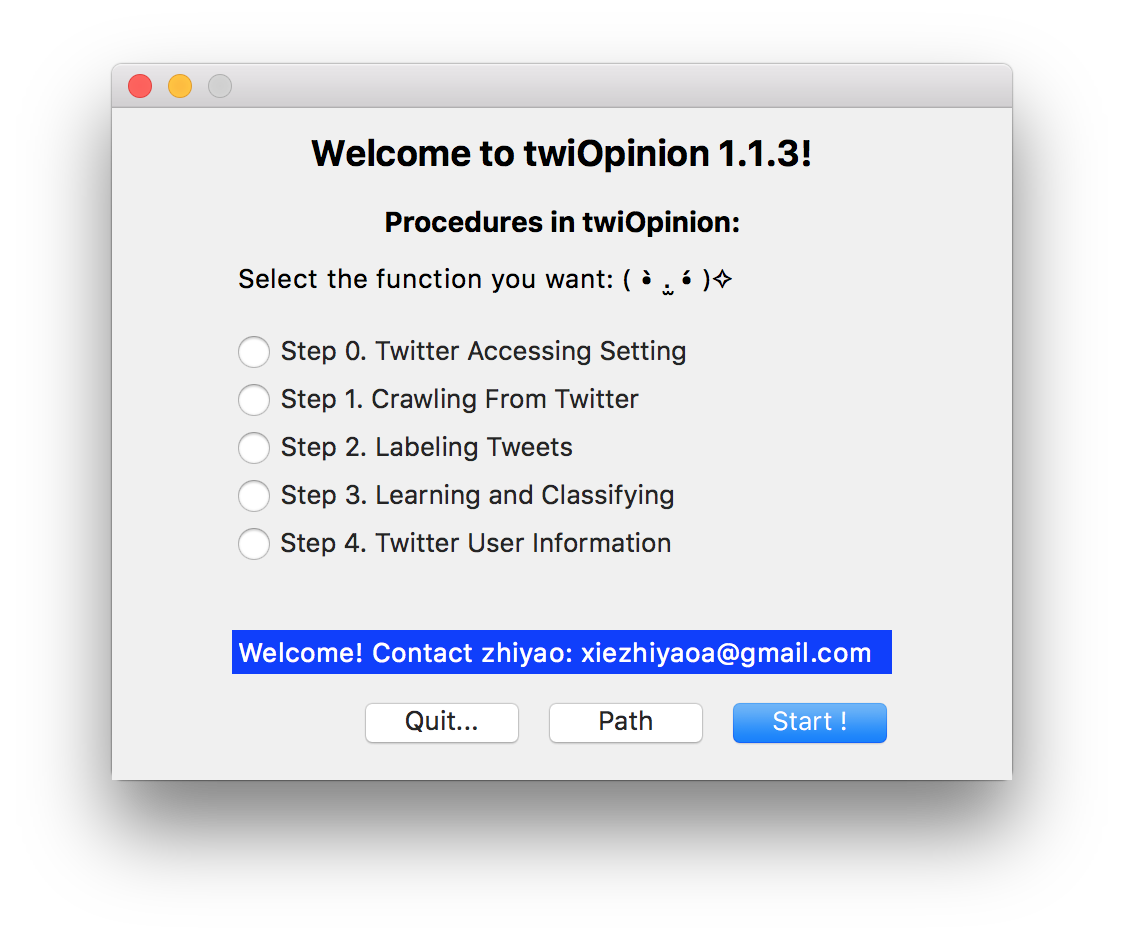 Welcome to twiOpinion 1.1.3!
Procedures in twiOpinion:
Select the function you want: ( •̀ .̫ •́ )✧
Step 0. Twitter Accessing Setting
Step 1. Crawling From Twitter
Step 2. Labeling Tweets
Step 3. Learning and Classifying
Step 4. Twitter User Information
Welcome! Contact zhiyao: xiezhiyaoa@gmail.com
Quit... Path Start !